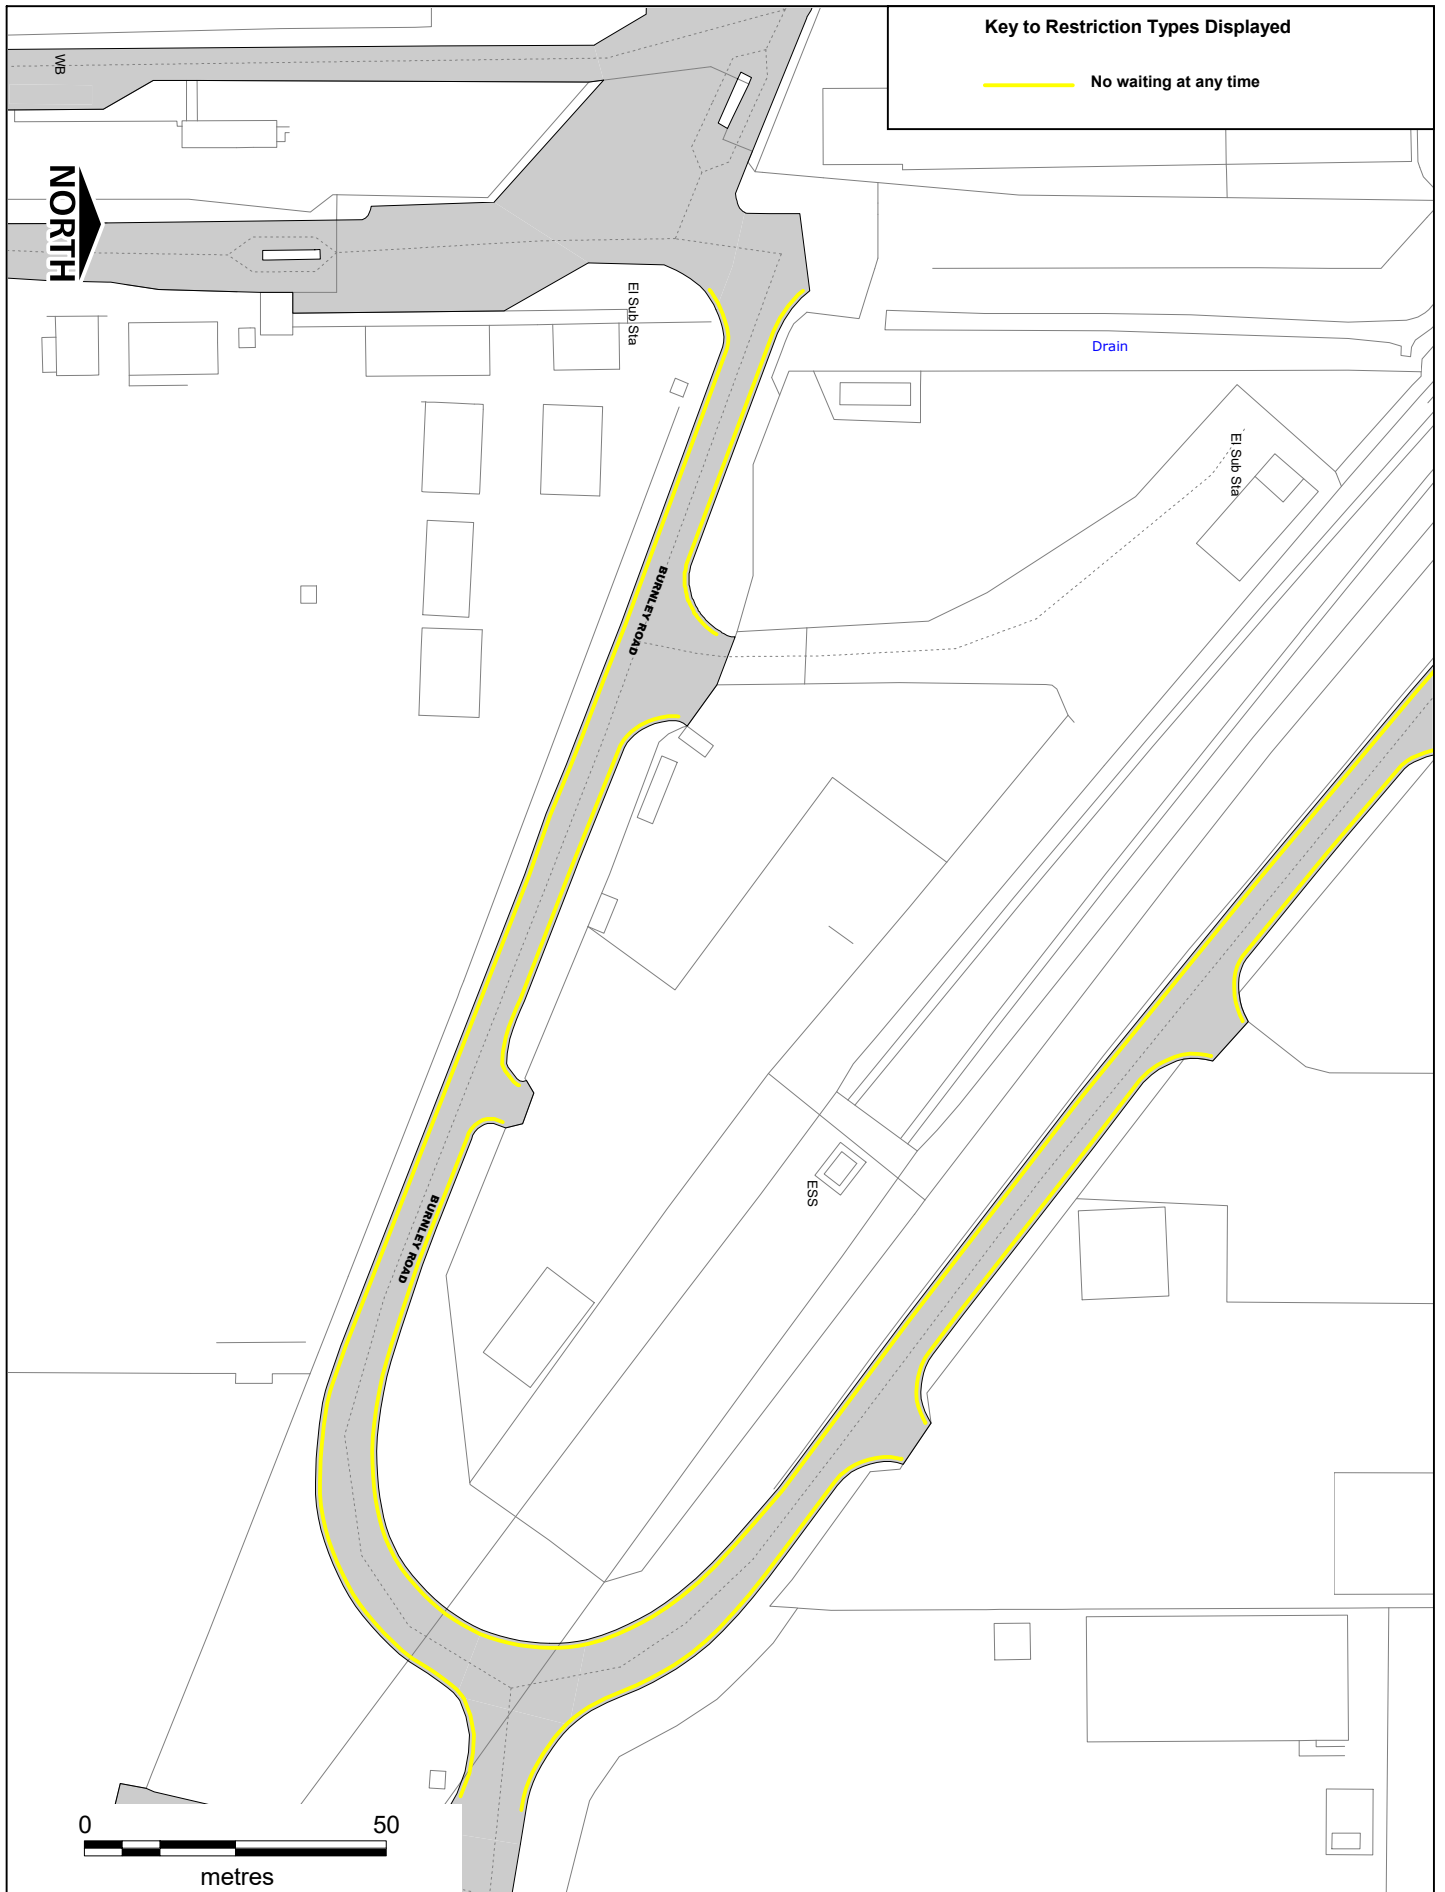 Key to Restriction Types Displayed
No waiting at any time
WB
NORTH
El Sub Sta
Drain
El Sub Sta
BURNLEY ROAD
ESS
BURNLEY ROAD
0 50
metres